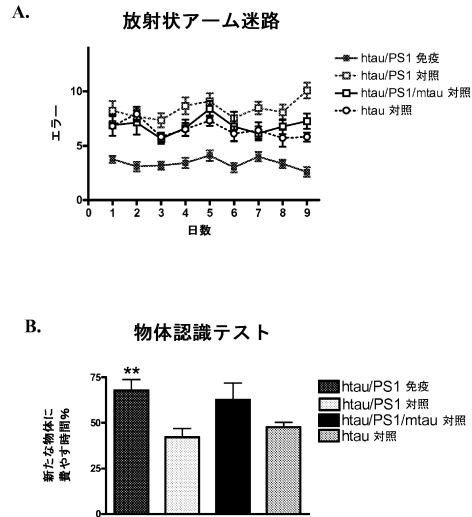 A.
放射状アーム迷路
エラー
10
5
0
0 1 2 3 4 5 6 7 8 9
日数
htau/PS1 免疫
htau/PS1 対照
htau/PS1/mtau 対照
htau 対照
B.
物体認識テスト
新たな物体に
費やす時間%
75
50
25
0
**
htau/PS1 免疫
htau/PS1 対照
htau/PS1/mtau 対照
htau 対照